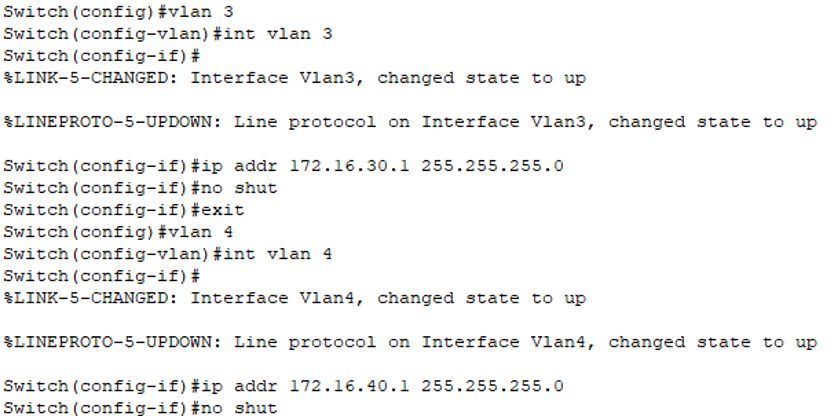 Switch(config)#vlan 3
Switch(config-vlan)#int vlan 3
Switch(config-if)#
%LINK-5-CHANGED: Interface Vlan3, changed state to up
%LINEPROTO-5-UPDOWN: Line protocol on Interface Vlan3, changed state to up
Switch(config-if)#ip addr 172.16.30.1 255.255.255.0
Switch(config-if)#no shut
Switch(config-if)#exit
Switch(config)#vlan 4
Switch(config-vlan)#int vlan 4
Switch(config-if)#
%LINK-5-CHANGED: Interface Vlan4, changed state to up
%LINEPROTO-5-UPDOWN: Line protocol on Interface Vlan4, changed state to up
Switch(config-if)#ip addr 172.16.40.1 255.255.255.0
Switch(config-if)#no shut